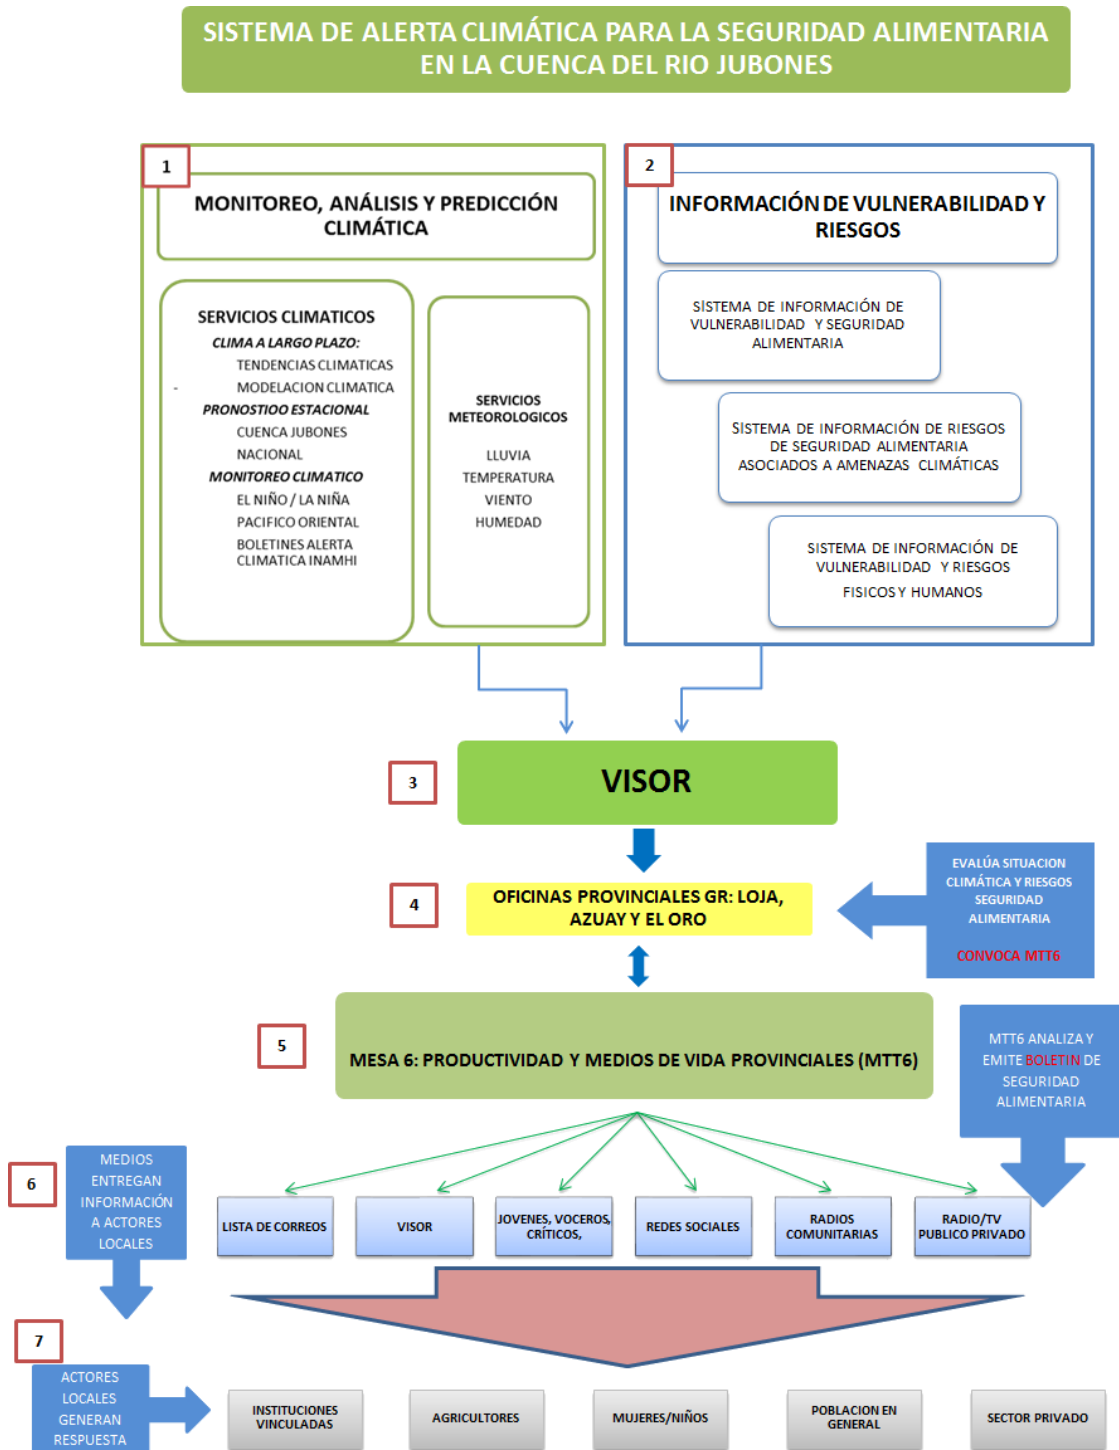 SISTEMA DE ALERTA CLIMÁTICA PARA LA SEGURIDAD ALIMENTARIA
EN LA CUENCA DEL RIO JUBONES
1
MONITOREO, ANÁLISIS Y PREDICCIÓN
CLIMÁTICA
SERVICIOS CLIMATICOS
CLIMA A LARGO PLAZO:
TENDENCIAS CLIMATICAS
- MODELACION CLIMATICA
PRONOSTIOO ESTACIONAL
CUENCA JUBONES
NACIONAL
MONITOREO CLIMATICO
EL NIÑO / LA NIÑA
PACIFICO ORIENTAL
BOLETINES ALERTA
CLIMATICA INAMHI
SERVICIOS
METEOROLOGICOS
LLUVIA
TEMPERATURA
VIENTO
HUMEDAD
2
INFORMACIÓN DE VULNERABILIDAD Y
RIESGOS
SISTEMA DE INFORMACIÓN DE
VULNERABILIDAD Y SEGURIDAD
ALIMENTARIA
SISTEMA DE INFORMACIÓN DE RIESGOS
DE SEGURIDAD ALIMENTARIA
ASOCIADOS A AMENAZAS CLIMÁTICAS
SISTEMA DE INFORMACIÓN DE
VULNERABILIDAD Y RIESGOS
FISICOS Y HUMANOS
3
VISOR
4
OFICINAS PROVINCIALES GR: LOJA,
AZUAY Y EL ORO
EVALÚA SITUACION
CLIMÁTICA Y RIESGOS
SEGURIDAD
ALIMENTARIA
CONVOCA MTT6
5
MESA 6: PRODUCTIVIDAD Y MEDIOS DE VIDA PROVINCIALES (MTT6)
MTT6 ANALIZA Y
EMITE BOLETIN DE
SEGURIDAD
ALIMENTARIA
6
MEDIOS
ENTREGAN
INFORMACIÓN
A ACTORES
LOCALES
LISTA DE CORREOS
VISOR
JOVENES, VOCEROS,
CRÍTICOS,
REDES SOCIALES
RADIOS
COMUNITARIAS
RADIO/TV
PUBLICO PRIVADO
7
ACTORES
LOCALES
GENERAN
RESPUESTA
INSTITUCIONES
VINCULADAS
AGRICULTORES
MUJERES/NIÑOS
POBLACION EN
GENERAL
SECTOR PRIVADO